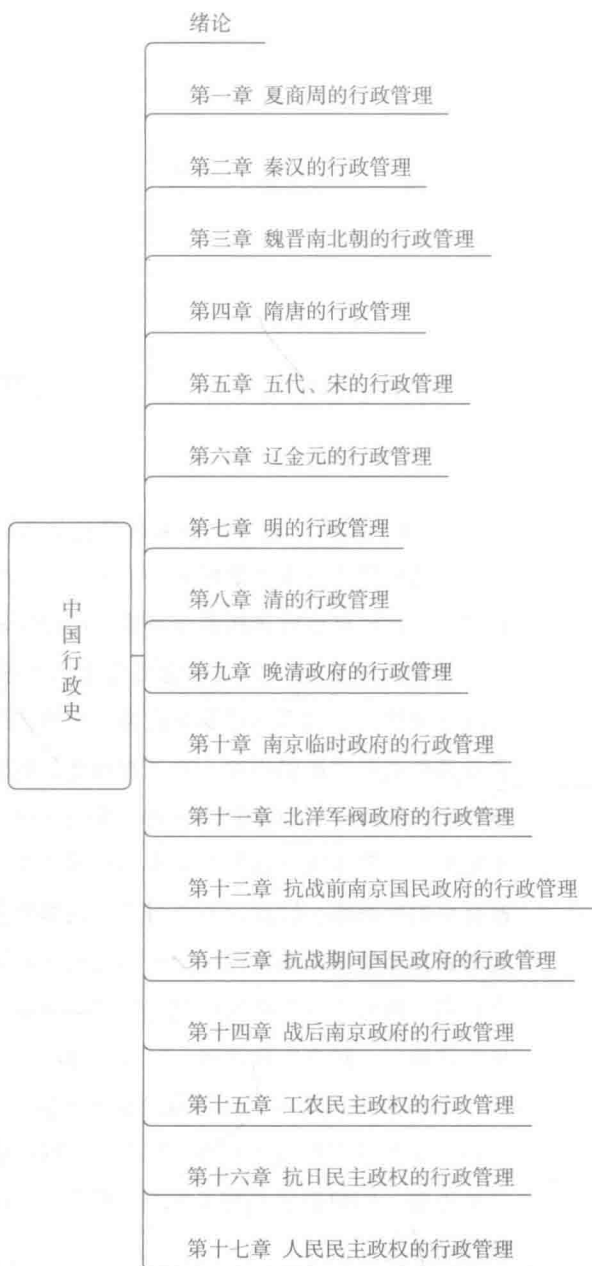 绪论
第一章 夏商周的行政管理
第二章 秦汉的行政管理
第三章 魏晋南北朝的行政管理
第四章 隋唐的行政管理
第五章 五代、宋的行政管理
第六章 辽金元的行政管理
第七章 明的行政管理
第八章 清的行政管理
中国行政史
第九章 晚清政府的行政管理
第十章 南京临时政府的行政管理
第十一章 北洋军阀政府的行政管理
第十二章 抗战前南京国民政府的行政管理
第十三章 抗战期间国民政府的行政管理
第十四章 战后南京政府的行政管理
第十五章 工农民主政权的行政管理
第十六章 抗日民主政权的行政管理
第十七章 人民民主政权的行政管理